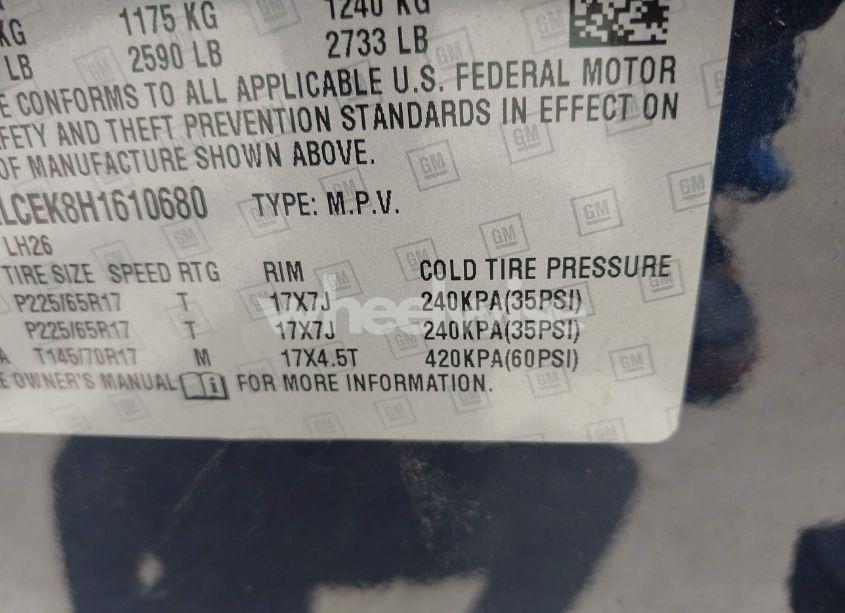 KG 1175 KG 1240 KG
LB 2590 LB 2733 LB
E CONFORMS TO ALL APPLICABLE U.S. FEDERAL MOTOR
FETY AND THEFT PREVENTION STANDARDS IN EFFECT ON
OF MANUFACTURE SHOWN ABOVE.
LCEK8H1610680 TYPE: M.P.V.
LH26
TIRE SIZE SPEED RTG RIM COLD TIRE PRESSURE
P225/65R17 T 17X7J 240KPA(35PSI)
P225/65R17 T 17X7J 240KPA(35PSI)
A T145/70R17 M 17X4.5T 420KPA(60PSI)
E OWNER'S MANUAL i FOR MORE INFORMATION.
GM